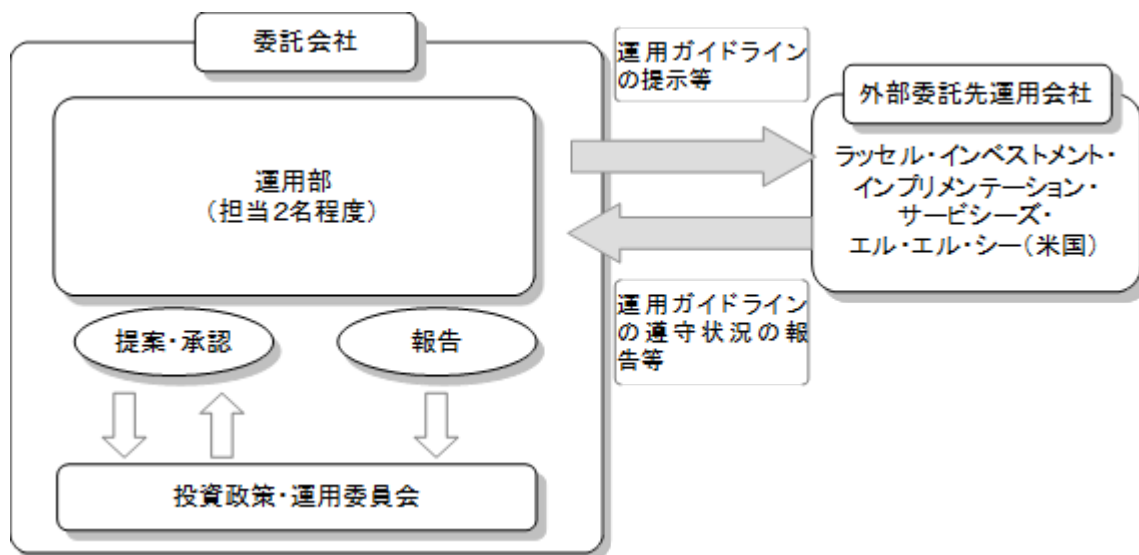 委託会社
運用部
（担当2名程度）
提案・承認
報告
投資政策・運用委員会
運用ガイドライン
の提示等
運用ガイドライン
の遵守状況の報
告等
外部委託先運用会社
ラッセル・インベストメント・
インプリメンテーション・
サービシーズ・
エル・エル・シー（米国）